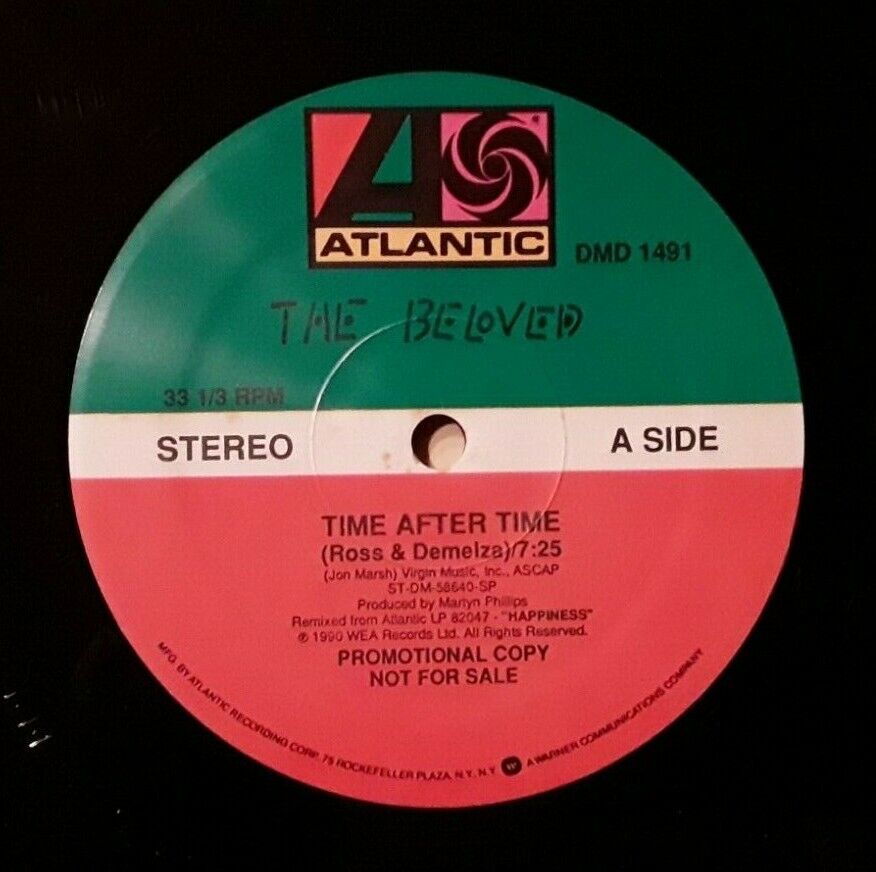 ATLANTIC
DMD 1491
THE BELOVED
33 1/3 RPM
STEREO
A SIDE
TIME AFTER TIME
(Ross & Demelza)/7:25
(Jon Marsh) Virgin Music, Inc., ASCAP
ST-DM-58640-SP
Produced by Martyn Phillips
Remixed from Atlantic LP 82047 - "HAPPINESS"
℗ 1990 WEA Records Ltd. All Rights Reserved.
PROMOTIONAL COPY
NOT FOR SALE
MFG. BY ATLANTIC RECORDING CORP. 75 ROCKEFELLER PLAZA, N.Y., N.Y. A WARNER COMMUNICATIONS COMPANY